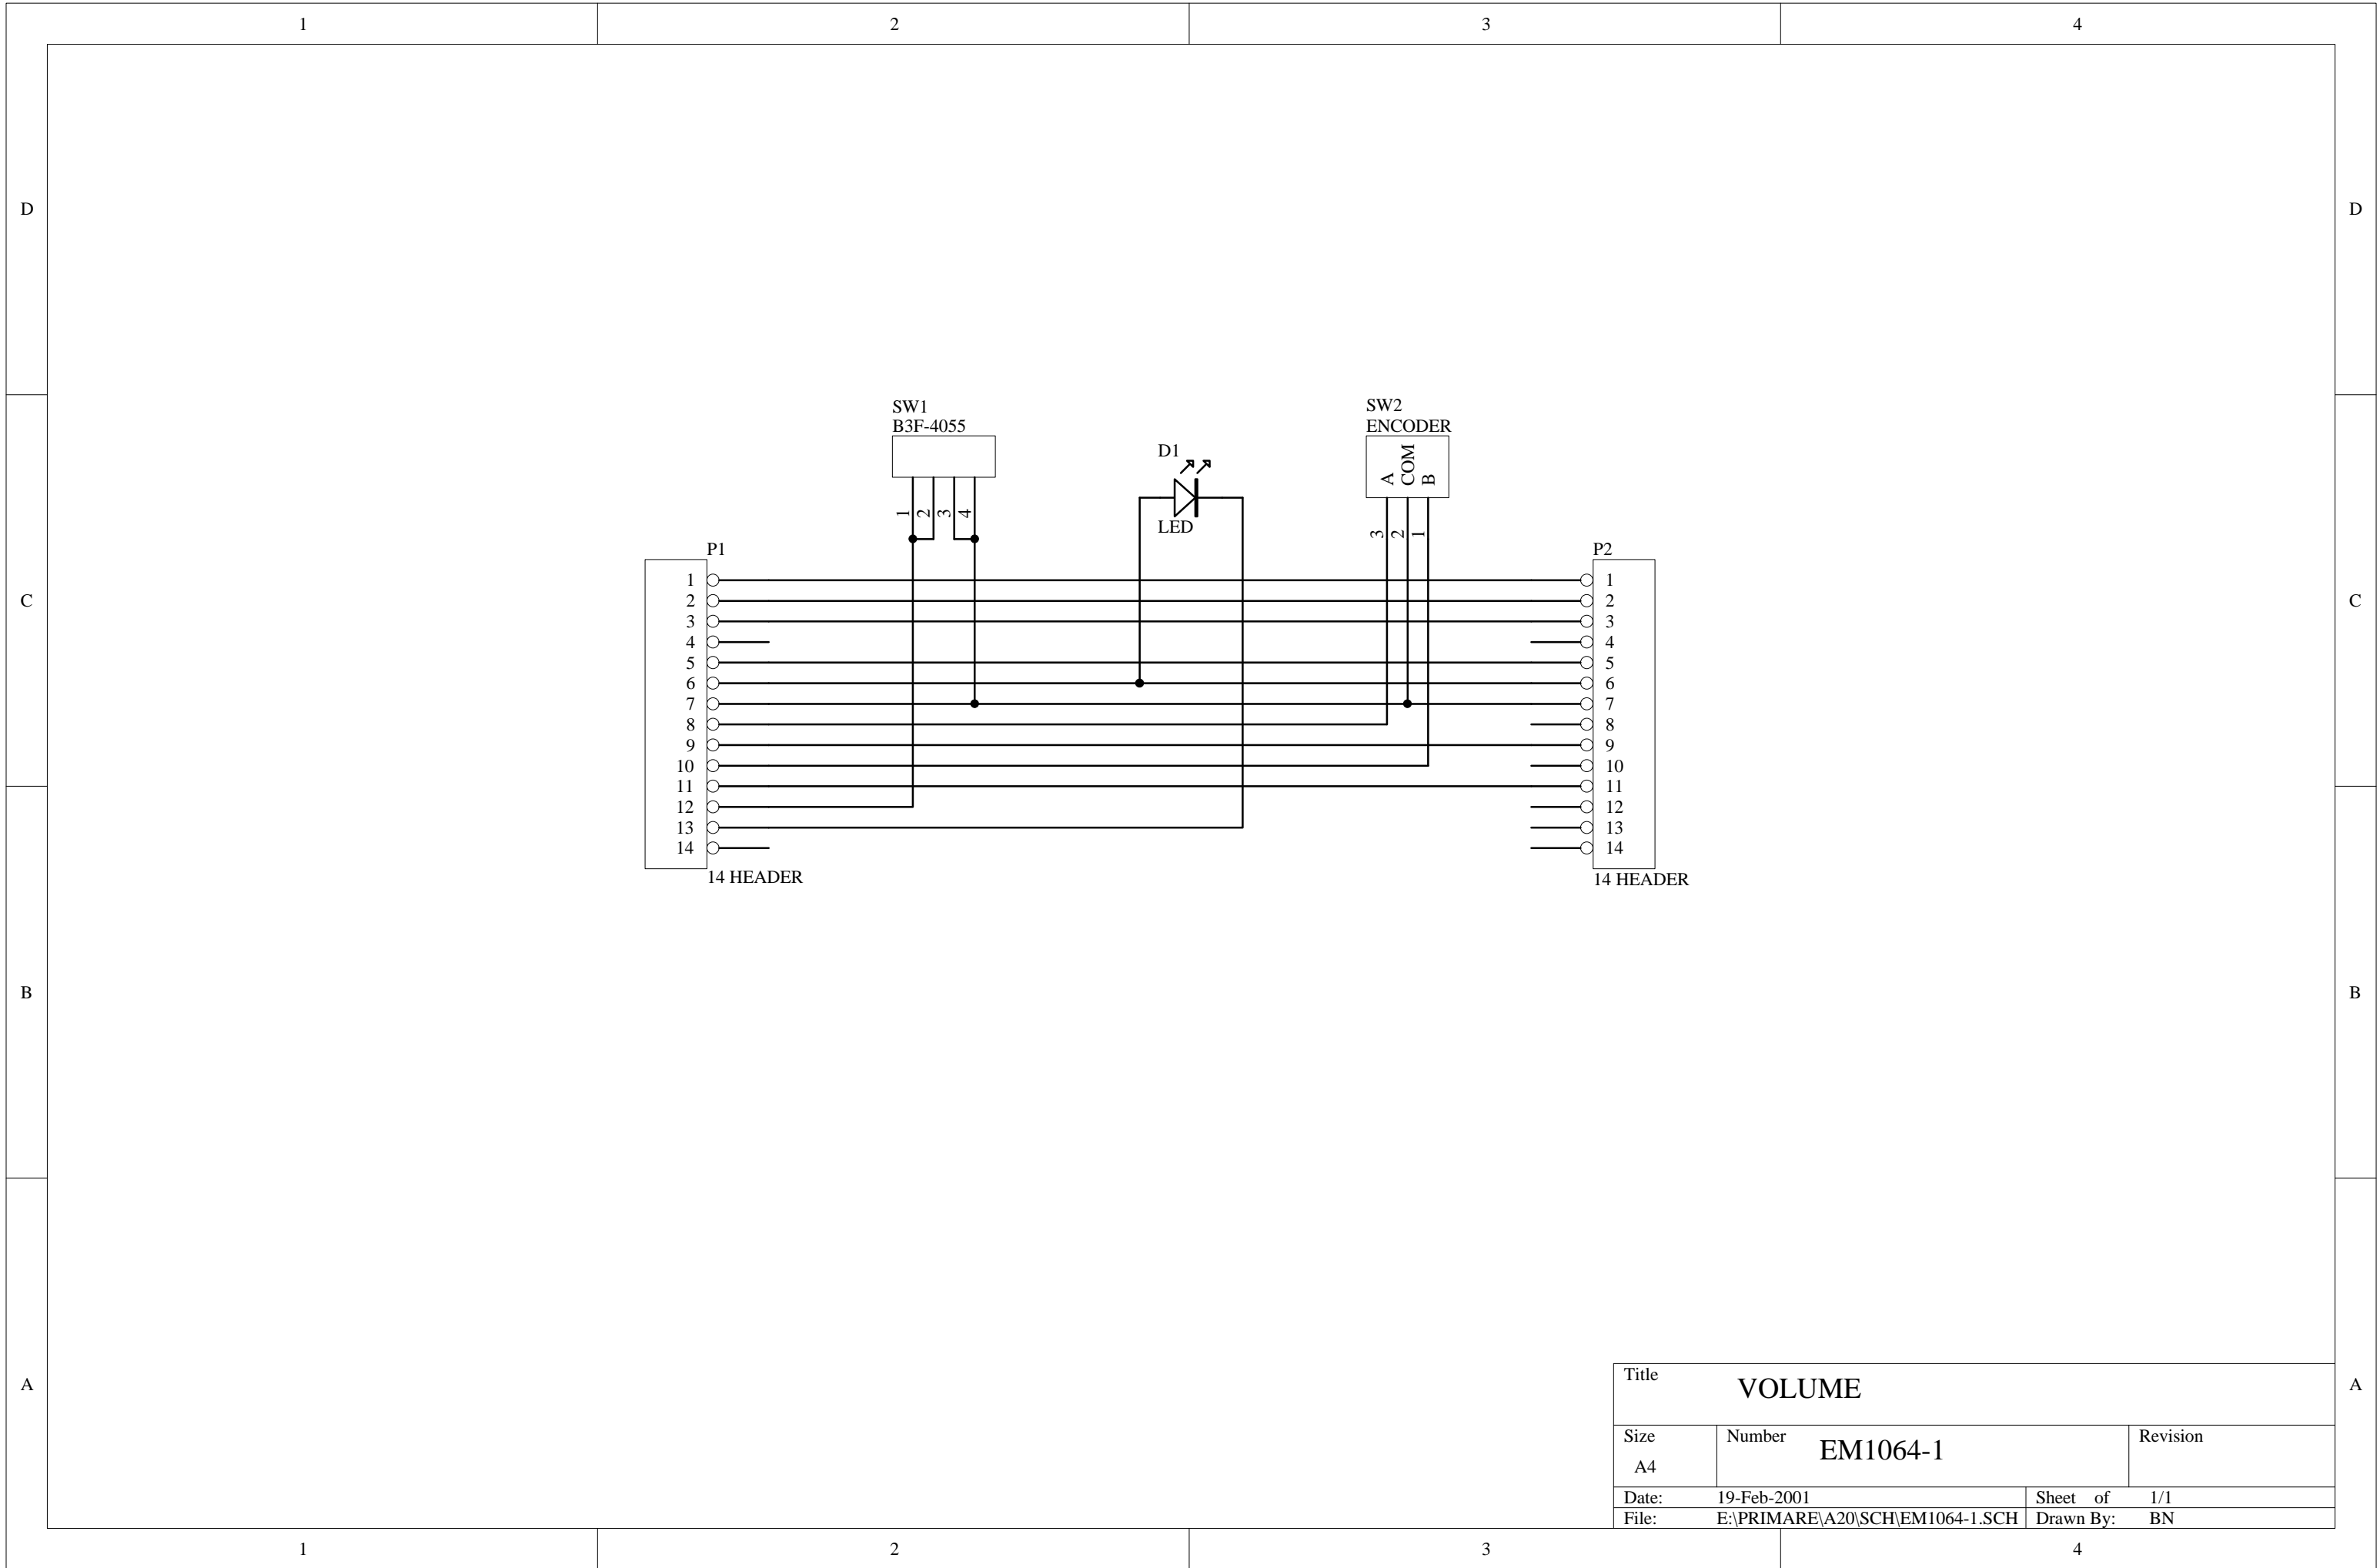 1 2 3 4
D D
SW1
B3F-4055
1 2 3 4
D1
LED
SW2
ENCODER
A COM B
3 2 1
P1
P2
C C
1 1
2 2
3 3
4 4
5 5
6 6
7 7
8 8
9 9
10 10
11 11
12 12
13 13
14 14
14 HEADER
14 HEADER
B B
A A
Title VOLUME
Size Number EM1064-1 Revision
A4
Date: 19-Feb-2001 Sheet of 1/1
File: E:\PRIMARE\A20\SCH\EM1064-1.SCH Drawn By: BN
1 2 3 4